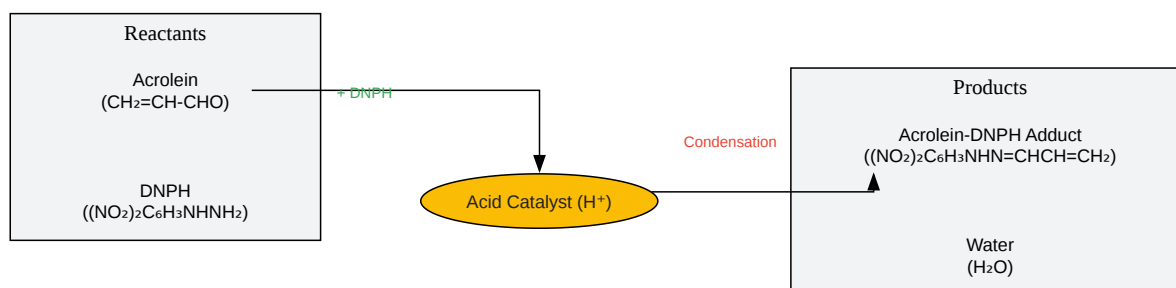 Reactants
Acrolein
(CH₂=CH-CHO)
DNPH
((NO₂)₂C₆H₃NHNH₂)
+ DNPH
Acid Catalyst (H⁺)
Condensation
Products
Acrolein-DNPH Adduct
((NO₂)₂C₆H₃NHN=CHCH=CH₂)
Water
(H₂O)